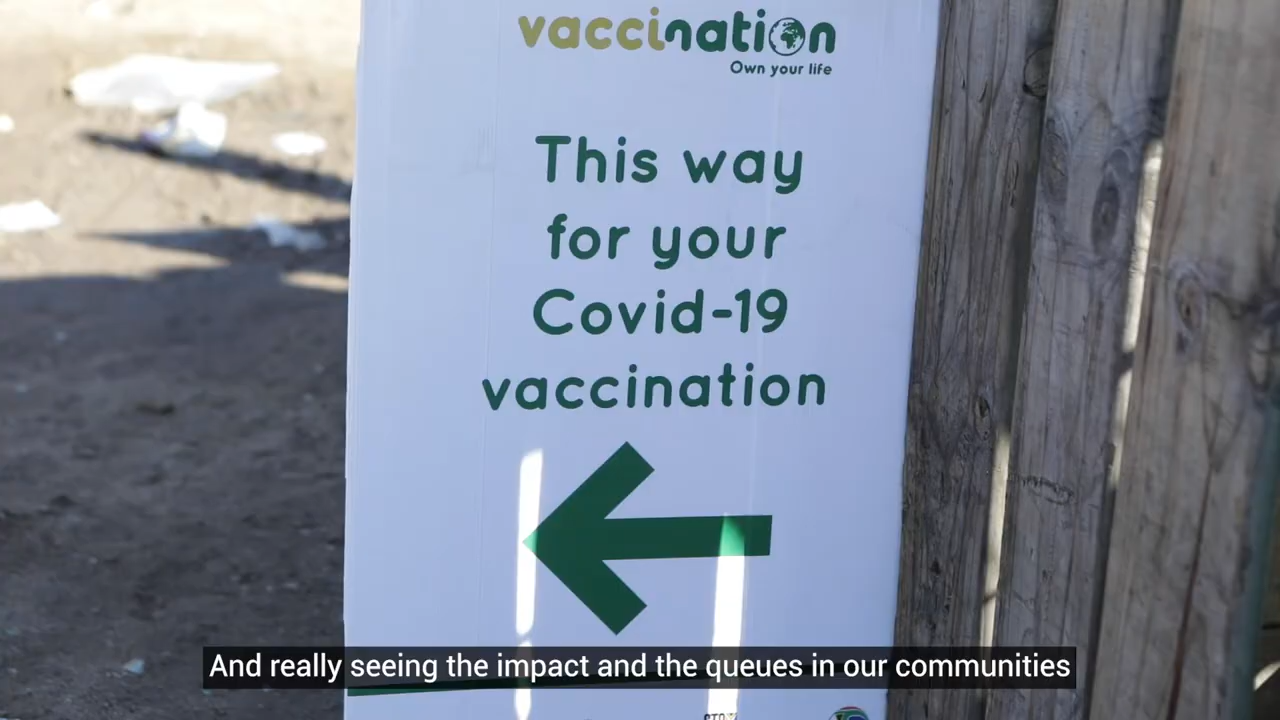 vaccination
Own your life
This way
for your
Covid-19
vaccination
And really seeing the impact and the queues in our communities